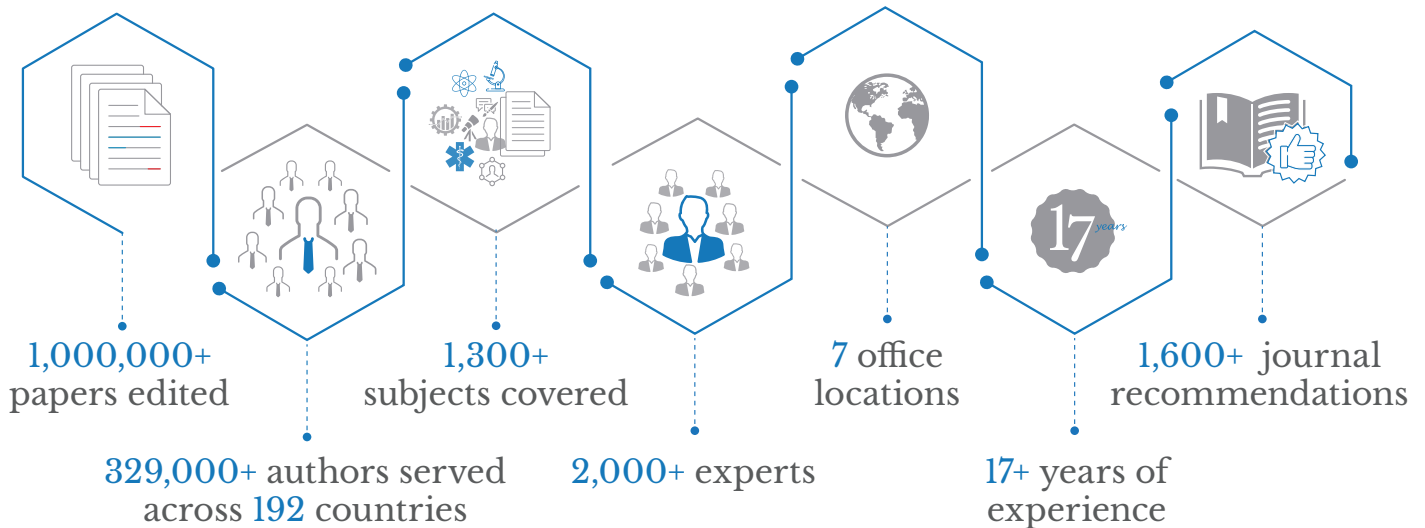 17 years
1,000,000+
papers edited
329,000+ authors served
across 192 countries
1,300+
subjects covered
2,000+ experts
7 office
locations
17+ years of
experience
1,600+ journal
recommendations